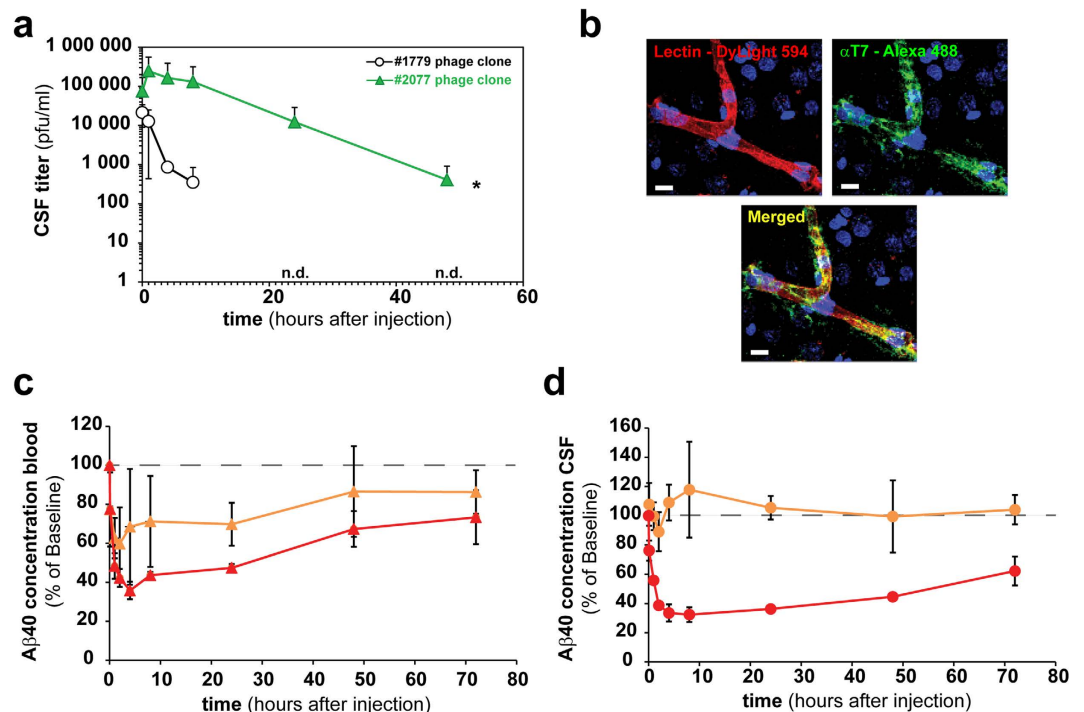 a
1 000 000
100 000
10 000
1 000
100
10
1
CSF titer (pfu/ml)
#1779 phage clone
#2077 phage clone
*
n.d.
n.d.
0
20
40
60
time (hours after injection)
b
Lectin - DyLight 594
αT7 - Alexa 488
Merged
c
120
100
80
60
40
20
0
Aβ40 concentration blood
(% of Baseline)
0 10 20 30 40 50 60 70 80
time (hours after injection)
d
160
140
120
100
80
60
40
20
0
Aβ40 concentration CSF
(% of Baseline)
0 10 20 30 40 50 60 70 80
time (hours after injection)